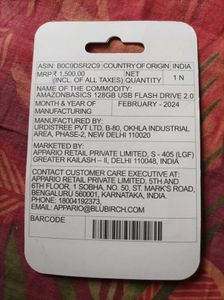 ASIN: B0C9DSR2C9 COUNTRY OF ORIGIN: INDIA
MRP ₹ 1,500.00 NET
(INCL. OF ALL TAXES) QUANTITY 1 N
NAME OF THE COMMODITY:
AMAZONBASICS 128GB USB FLASH DRIVE 2.0
MONTH & YEAR OF FEBRUARY - 2024
MANUFACTURING
MANUFACTURED BY:
URDISTREE PVT LTD, B-80, OKHLA INDUSTRIAL
AREA, PHASE-2, NEW DELHI 110020
MARKETED BY:
APPARIO RETAIL PRIVATE LIMITED, S - 405 (LGF)
GREATER KAILASH – II, DELHI 110048, INDIA
CONTACT CUSTOMER CARE EXECUTIVE AT:
APPARIO RETAIL PRIVATE LIMITED, 5TH AND
6TH FLOOR, 1 SOBHA, NO. 50, ST. MARK'S ROAD,
BENGALURU 560001, KARNATAKA, INDIA,
PHONE: 18004192373,
EMAIL: APPARIO@BLUBIRCH.COM
BARCODE